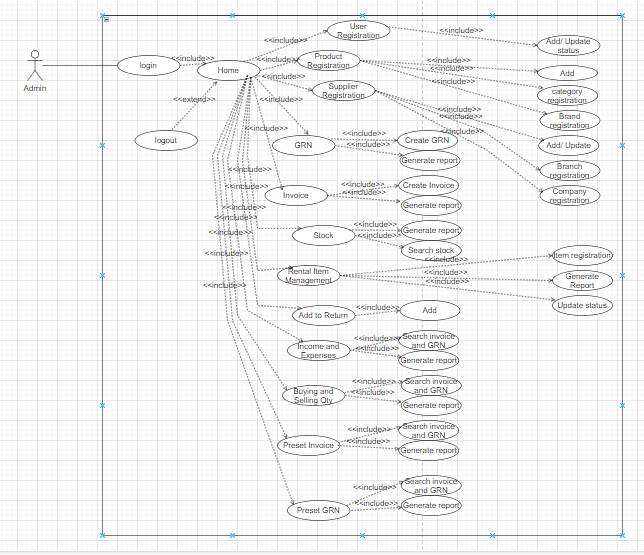 User
Registration
<<include>>
Add/ Update
status
<<include>>
login
<<include>>
Home
<<include>>
Product
Registration
<<include>>
<<include>>
Add
Admin
<<include>>
Supplier
Registration
category
registration
<<extend>>
<<include>>
<<include>>
Brand
registration
logout
<<include>>
GRN
<<include>>
Create GRN
<<include>>
Add/ Update
<<include>>
Generate report
<<include>>
Branch
registration
<<include>>
Invoice
<<include>>
Create Invoice
<<include>>
Generate report
Company
registration
<<include>>
<<include>>
<<include>>
Stock
<<include>>
Generate report
<<include>>
Search stock
<<include>>
<<include>>
Item registration
Rental Item
Management
<<include>>
Generate
Report
<<include>>
<<include>>
Update status
Add to Return
<<include>>
Add
Income and
Expenses
<<include>>
Search invoice
and GRN
<<include>>
Generate report
Buying and
Selling Qty
<<include>>
Search invoice
and GRN
<<include>>
Generate report
Preset Invoice
<<include>>
Search invoice
and GRN
<<include>>
Generate report
Preset GRN
<<include>>
Search invoice
and GRN
<<include>>
Generate report